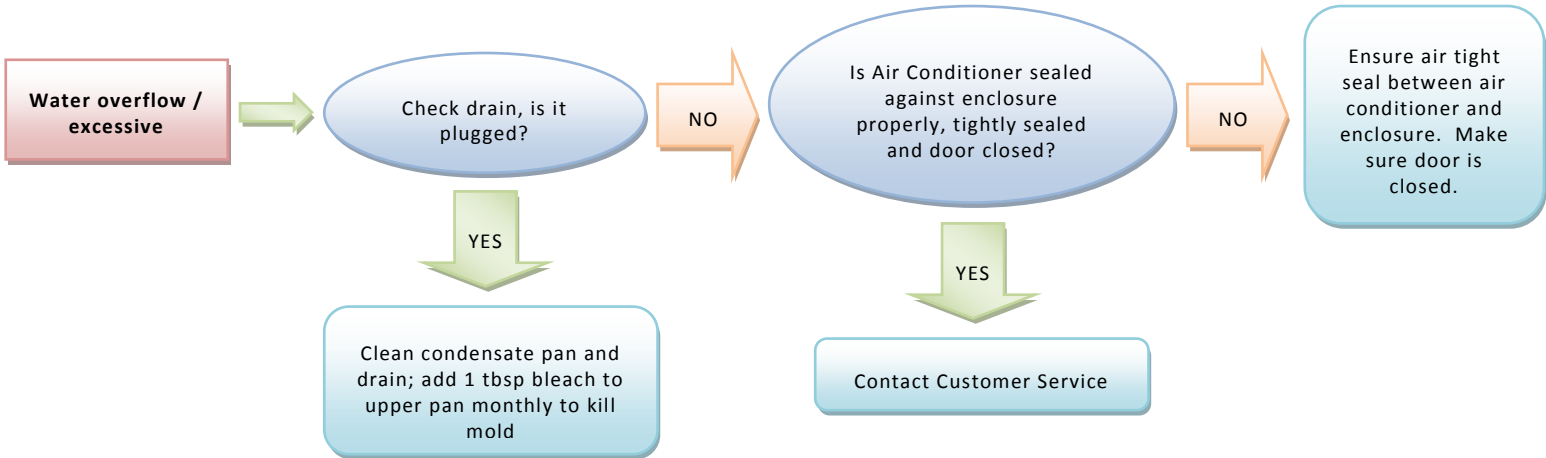 Water overflow /
excessive
Check drain, is it
plugged?
NO
Is Air Conditioner sealed
against enclosure
properly, tightly sealed
and door closed?
NO
Ensure air tight
seal between air
conditioner and
enclosure.  Make
sure door is
closed.
YES
Clean condensate pan and
drain; add 1 tbsp bleach to
upper pan monthly to kill
mold
YES
Contact Customer Service